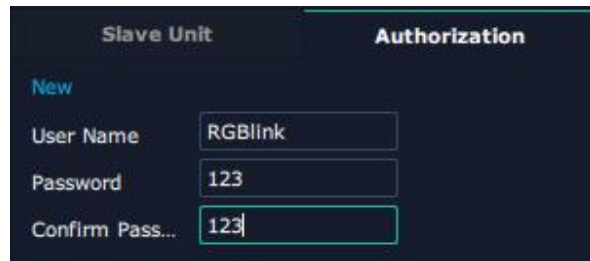 Slave Unit Authorization
New
User Name RGBlink
Password 123
Confirm Pass... 123